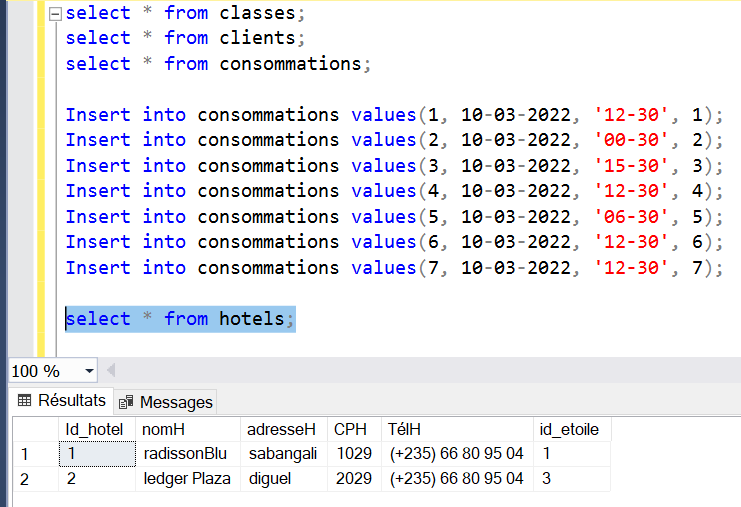 select * from classes;
select * from clients;
select * from consommations;
Insert into consommations values(1, 10-03-2022, '12-30', 1);
Insert into consommations values(2, 10-03-2022, '00-30', 2);
Insert into consommations values(3, 10-03-2022, '15-30', 3);
Insert into consommations values(4, 10-03-2022, '12-30', 4);
Insert into consommations values(5, 10-03-2022, '06-30', 5);
Insert into consommations values(6, 10-03-2022, '12-30', 6);
Insert into consommations values(7, 10-03-2022, '12-30', 7);
select * from hotels;
100 %
Résultats Messages
Id_hotel nomH adresseH CPH TélH id_etoile
1 1 radissonBlu sabangali 1029 (+235) 66 80 95 04 1
2 2 ledger Plaza diguel 2029 (+235) 66 80 95 04 3